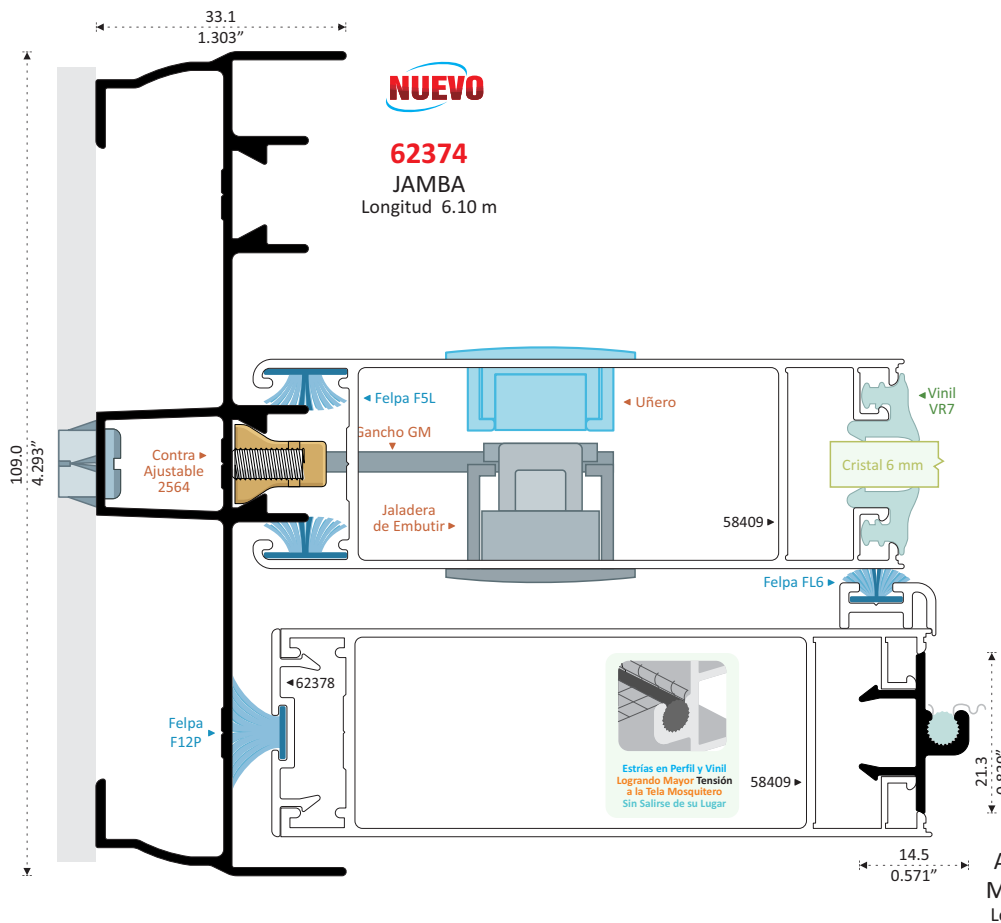 33.1
1.303”
NUEVO
62374
JAMBA
Longitud 6.10 m
109.0
4.293”
Felpa F5L
Uñero
Vinil
VR7
Gancho GM
Contra
Ajustable
2564
Cristal 6 mm
Jaladera
de Embutir
58409
Felpa FL6
62378
Felpa
F12P
Estrías en Perfil y Vinil
Logrando Mayor Tensión
a la Tela Mosquitero
Sin Salirse de su Lugar
58409
21.3
14.5
0.571”